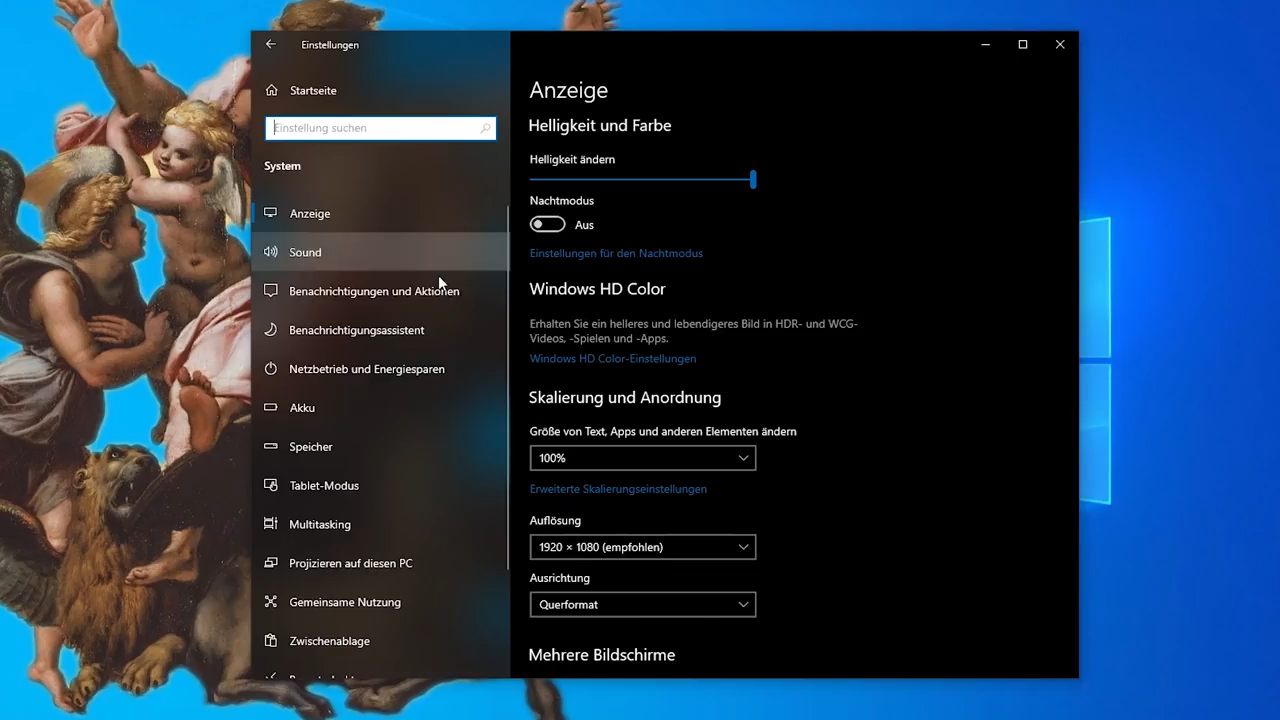 Einstellungen
Startseite
Einstellung suchen
System
Anzeige
Sound
Benachrichtigungen und Aktionen
Benachrichtigungsassistent
Netzbetrieb und Energiesparen
Akku
Speicher
Tablet-Modus
Multitasking
Projizieren auf diesen PC
Gemeinsame Nutzung
Zwischenablage
Anzeige
Helligkeit und Farbe
Helligkeit ändern
Nachtmodus
Aus
Einstellungen für den Nachtmodus
Windows HD Color
Erhalten Sie ein helleres und lebendigeres Bild in HDR- und WCG-
Videos, -Spielen und -Apps.
Windows HD Color-Einstellungen
Skalierung und Anordnung
Größe von Text, Apps und anderen Elementen ändern
100%
Erweiterte Skalierungseinstellungen
Auflösung
1920 × 1080 (empfohlen)
Ausrichtung
Querformat
Mehrere Bildschirme